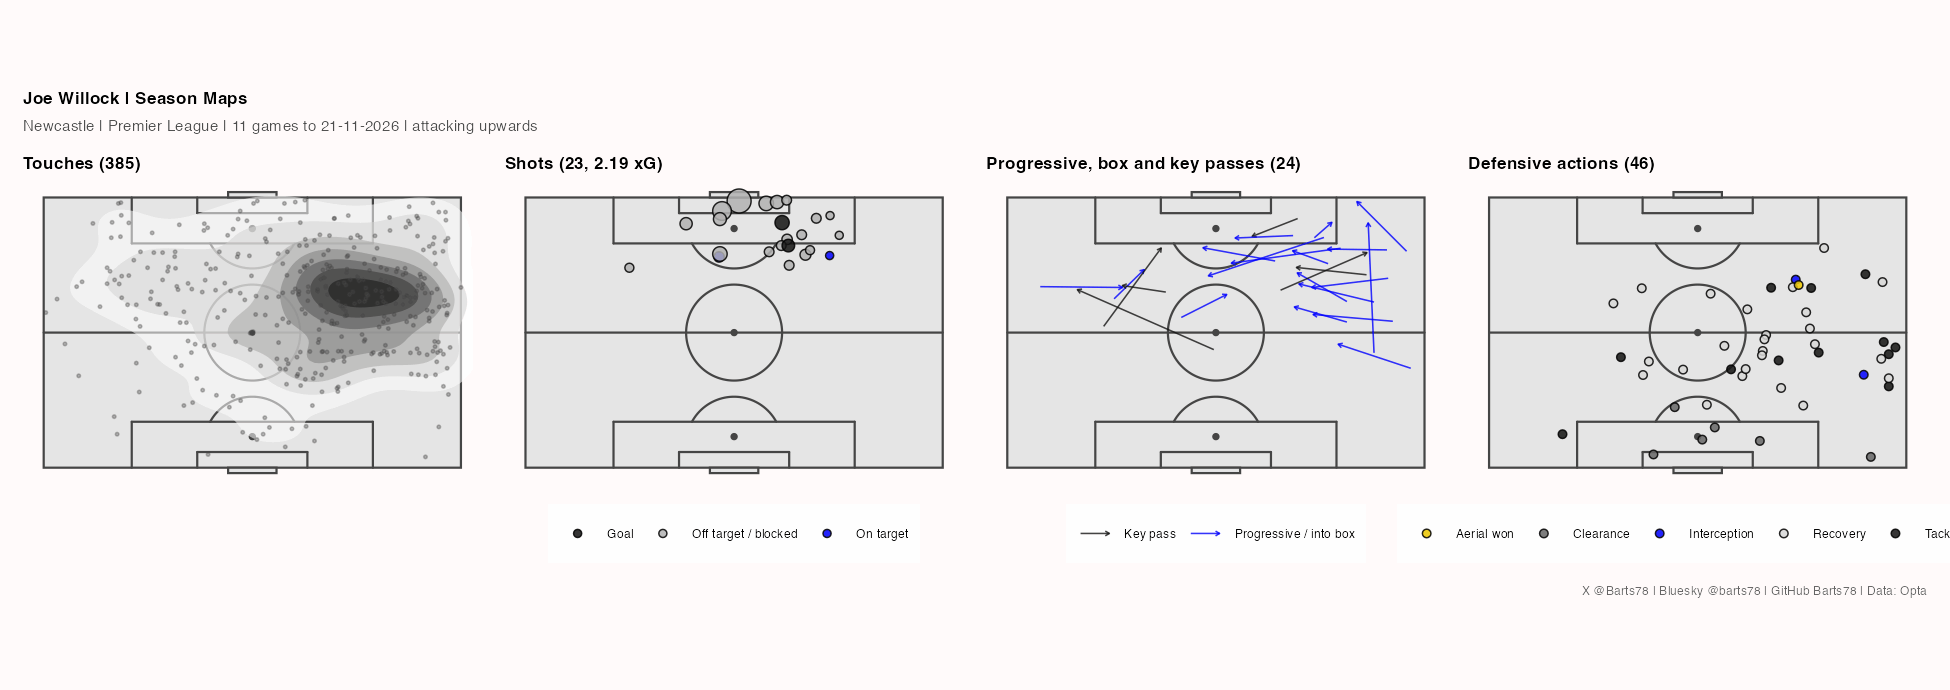 Joe Willock | Season Maps
Newcastle | Premier League | 11 games to 21-11-2026 | attacking upwards
Touches (385)
Shots (23, 2.19 xG)
Progressive, box and key passes (24)
Defensive actions (46)
Goal
Off target / blocked
On target
Key pass
Progressive / into box
Aerial won
Clearance
Interception
Recovery
Tack
X @Barts78 | Bluesky @barts78 | GitHub Barts78 | Data: Opta